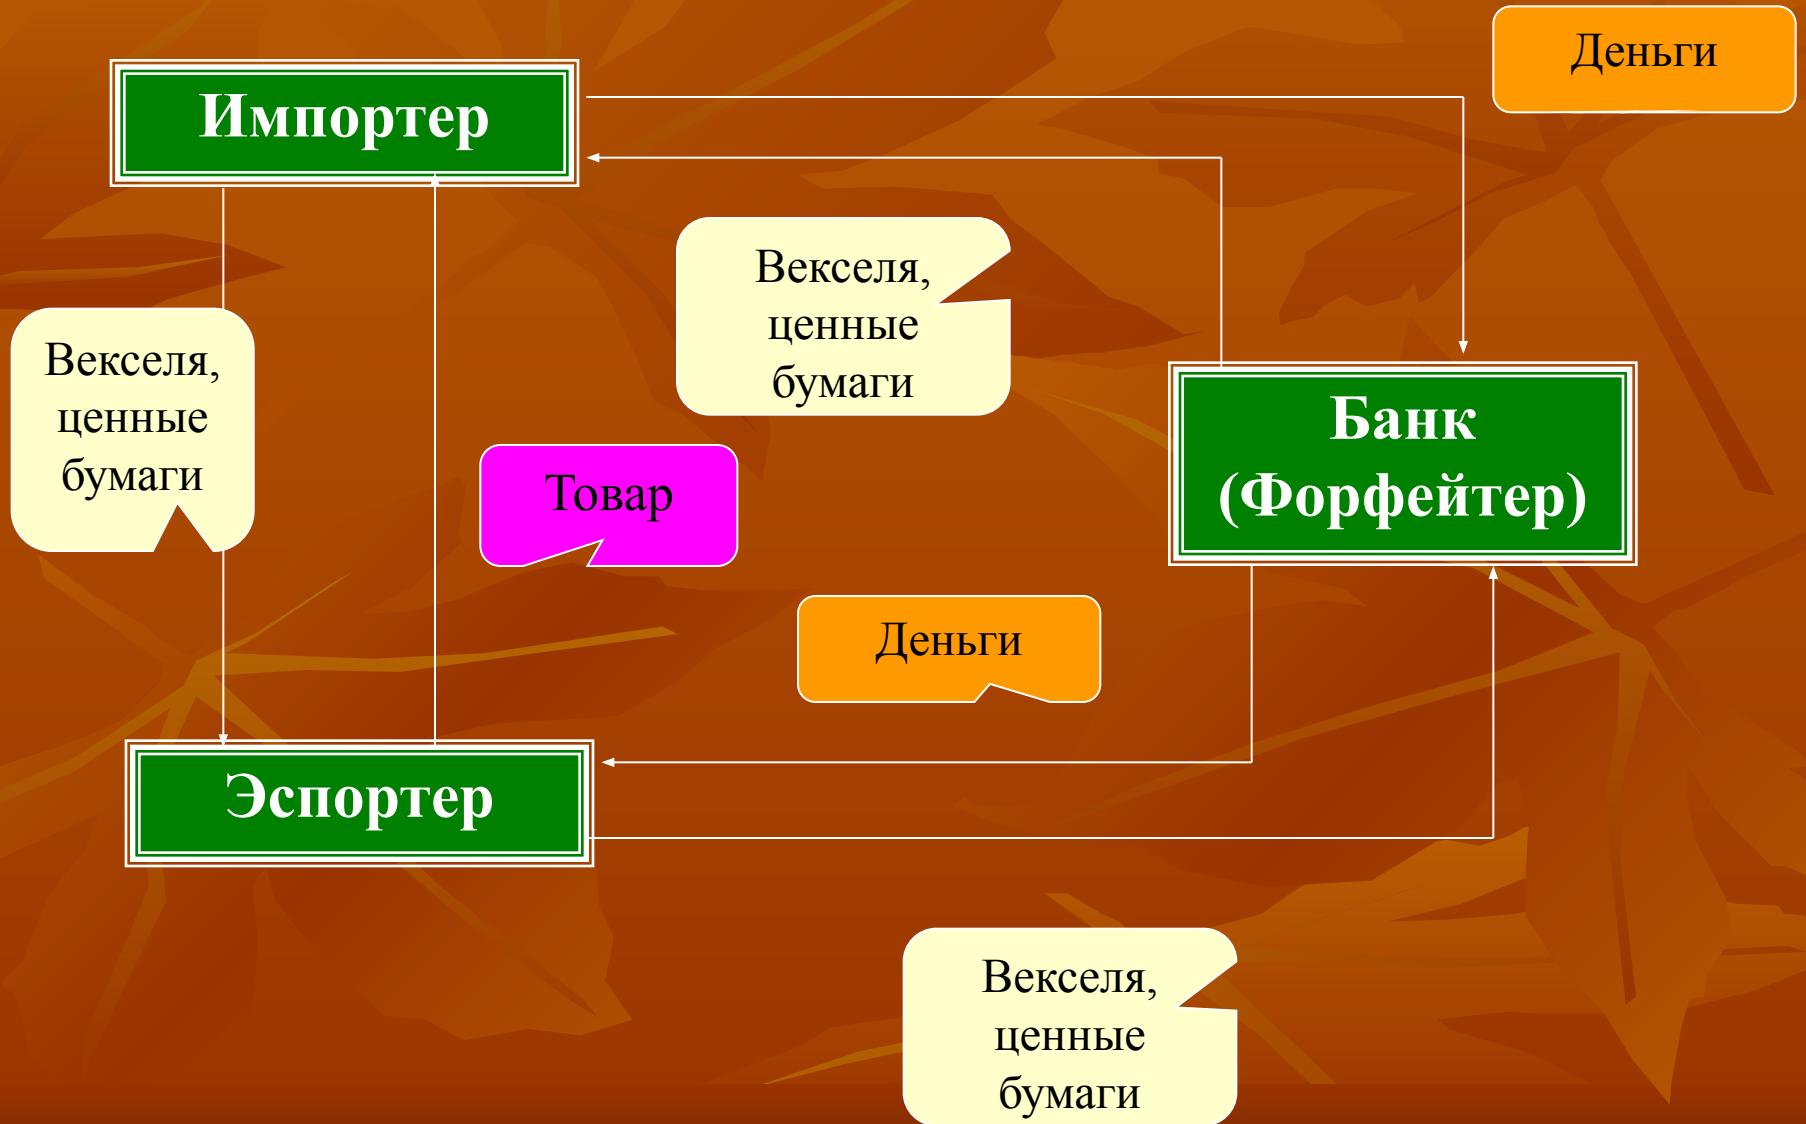 Деньги
Импортер
Векселя,
ценные
бумаги
Векселя,
ценные
бумаги
Банк
(Форфейтер)
Товар
Деньги
Эспортер
Векселя,
ценные
бумаги